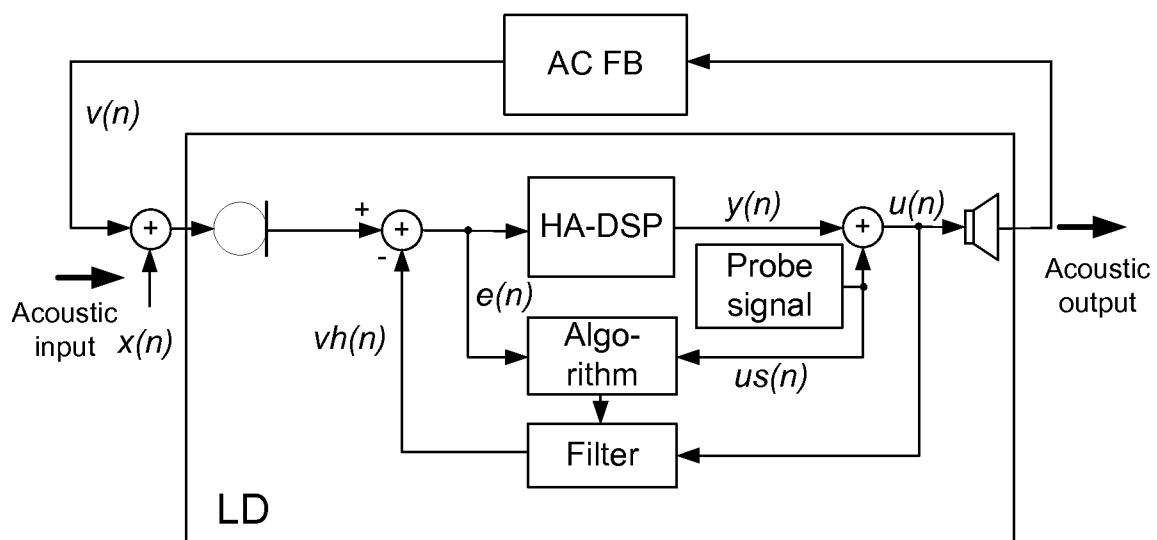 AC FB
v(n)
+
Acoustic
input
x(n)
+
-
+
HA-DSP
y(n)
+
u(n)
Probe
signal
Acoustic
output
e(n)
vh(n)
Algo-
rithm
us(n)
Filter
LD